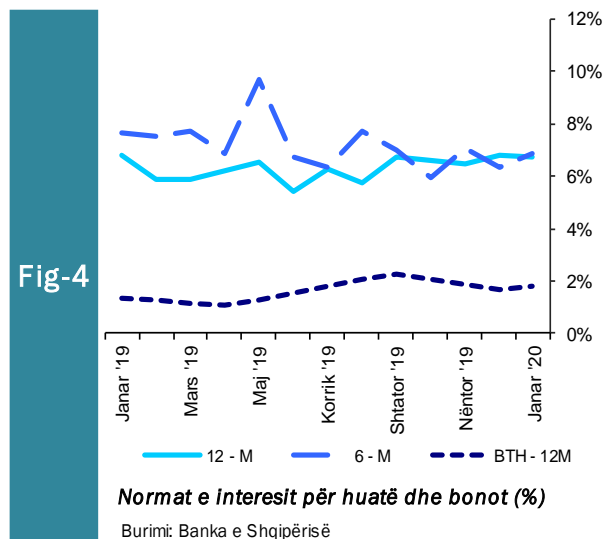 Fig-4
12%
10%
8%
6%
4%
2%
0%
Janar '19
Mars '19
Maj '19
Korrik '19
Shtator '19
Nëntor '19
Janar '20
12 - M
6 - M
BTH - 12M
Normat e interesit për huatë dhe bonot (%)
Burimi: Banka e Shqipërisë